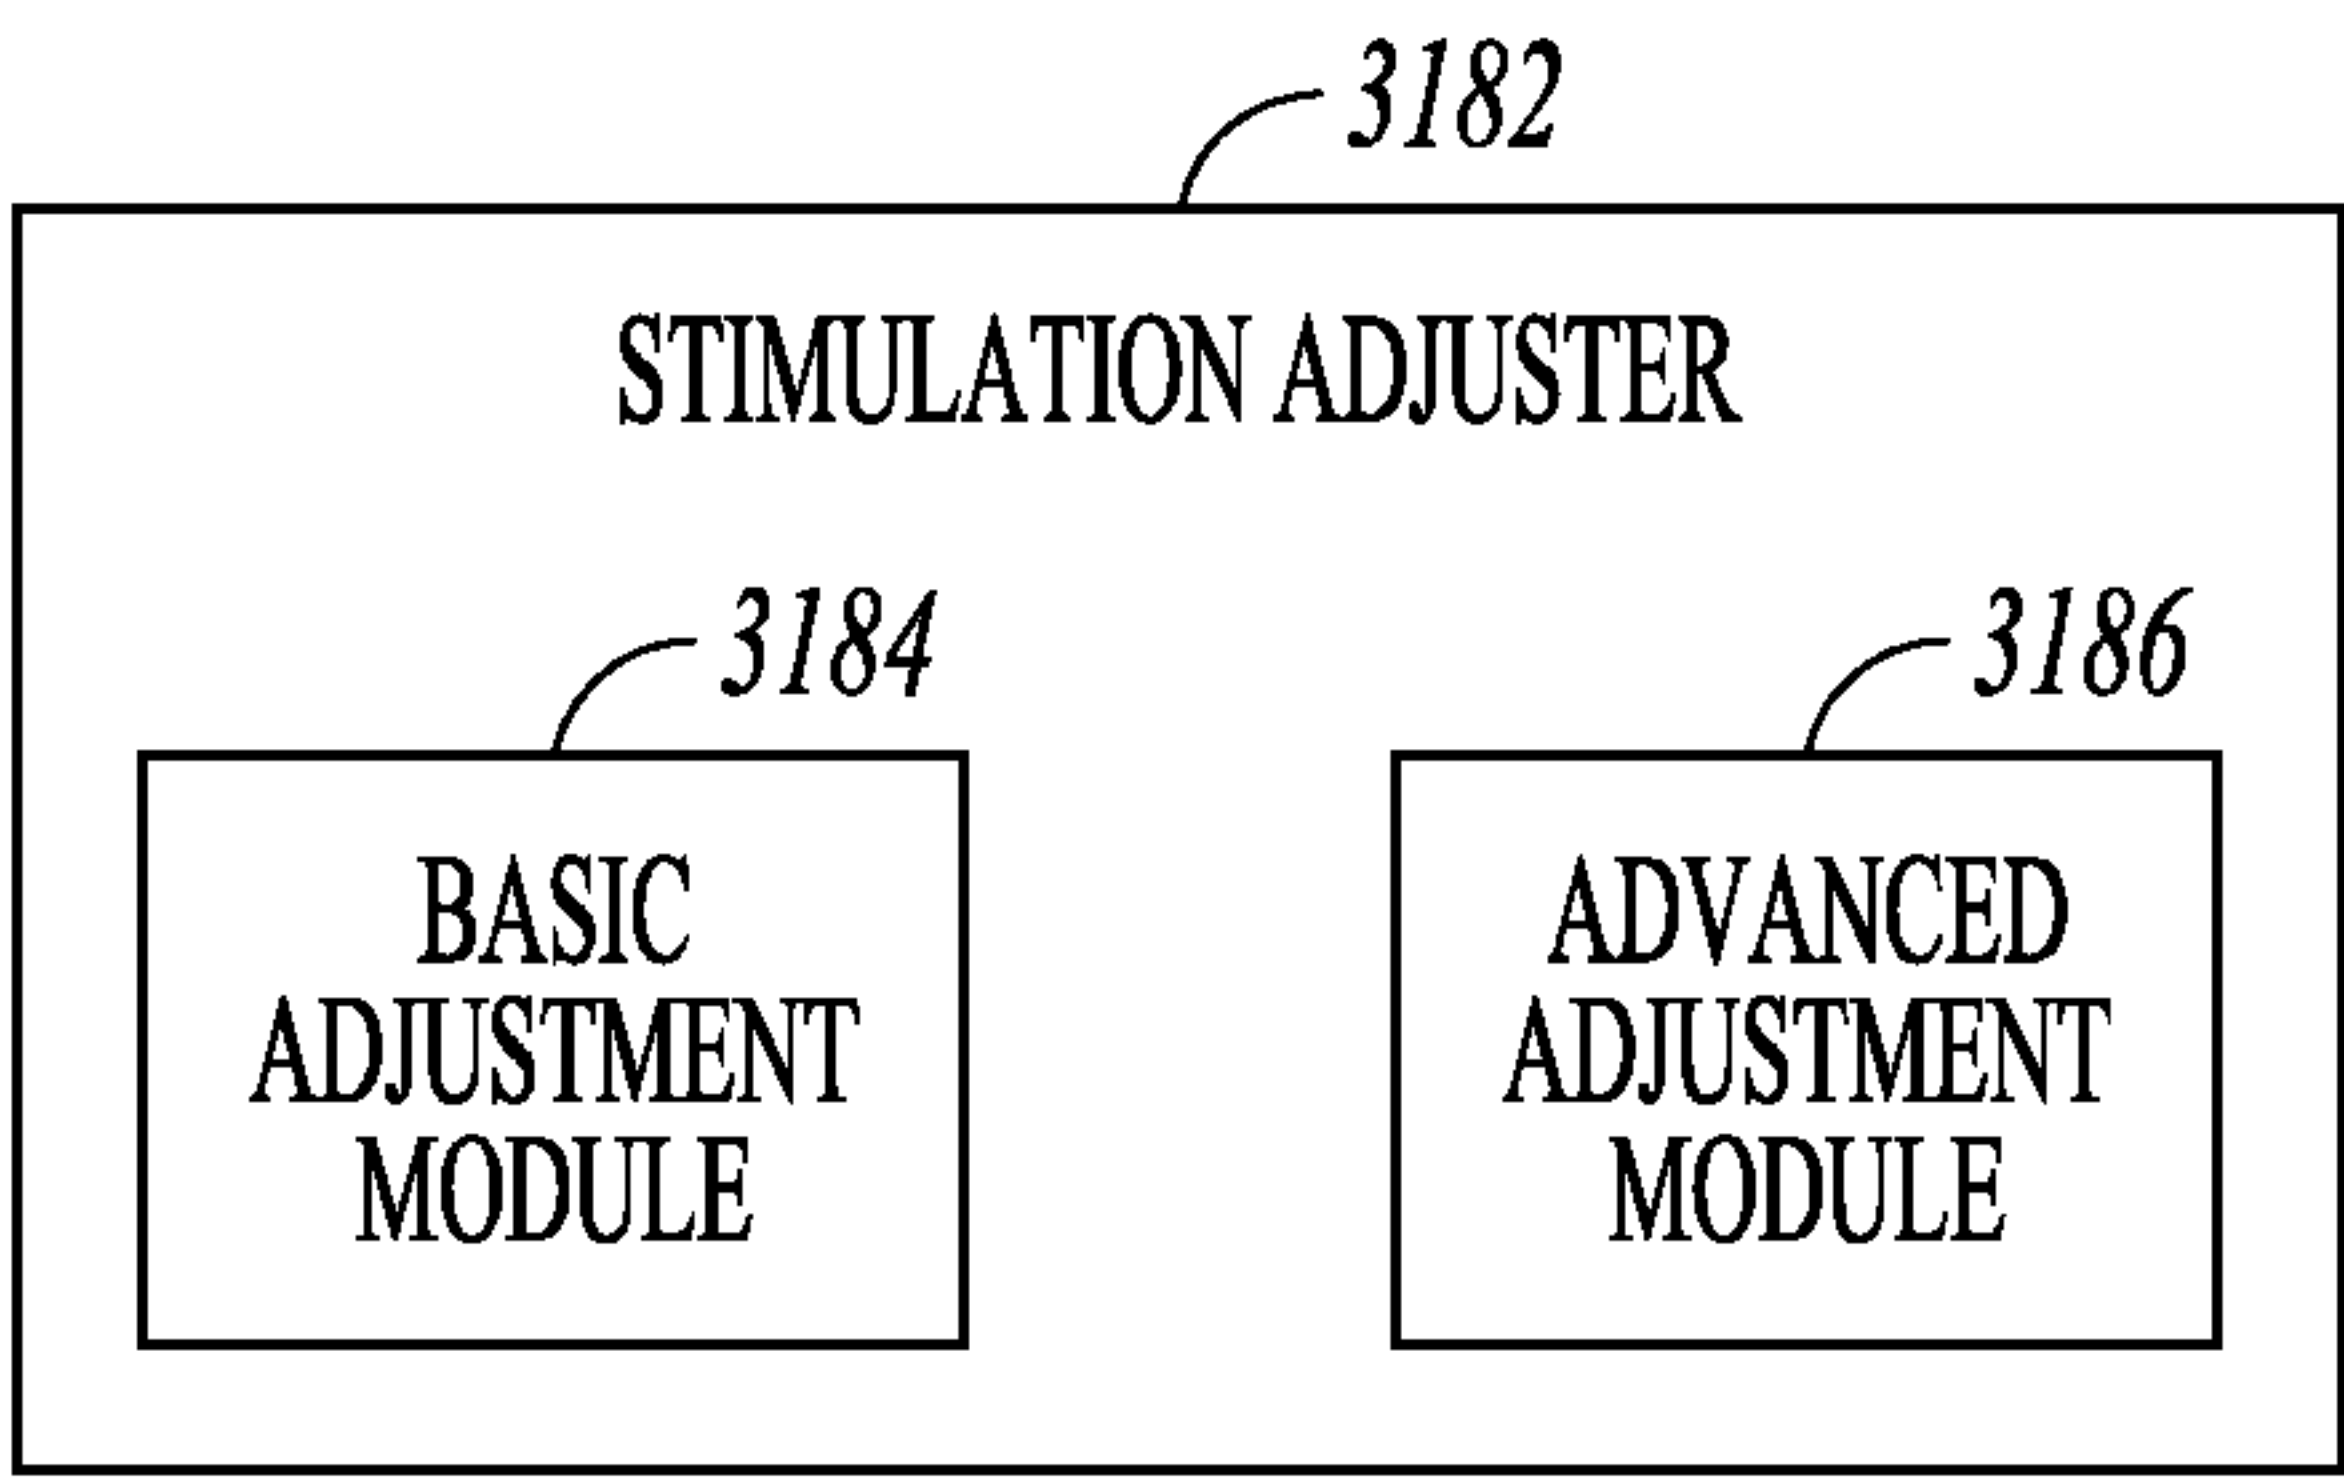 3182
STIMULATION ADJUSTER
3184
3186
BASIC
ADJUSTMENT
MODULE
ADVANCED
ADJUSTMENT
MODULE